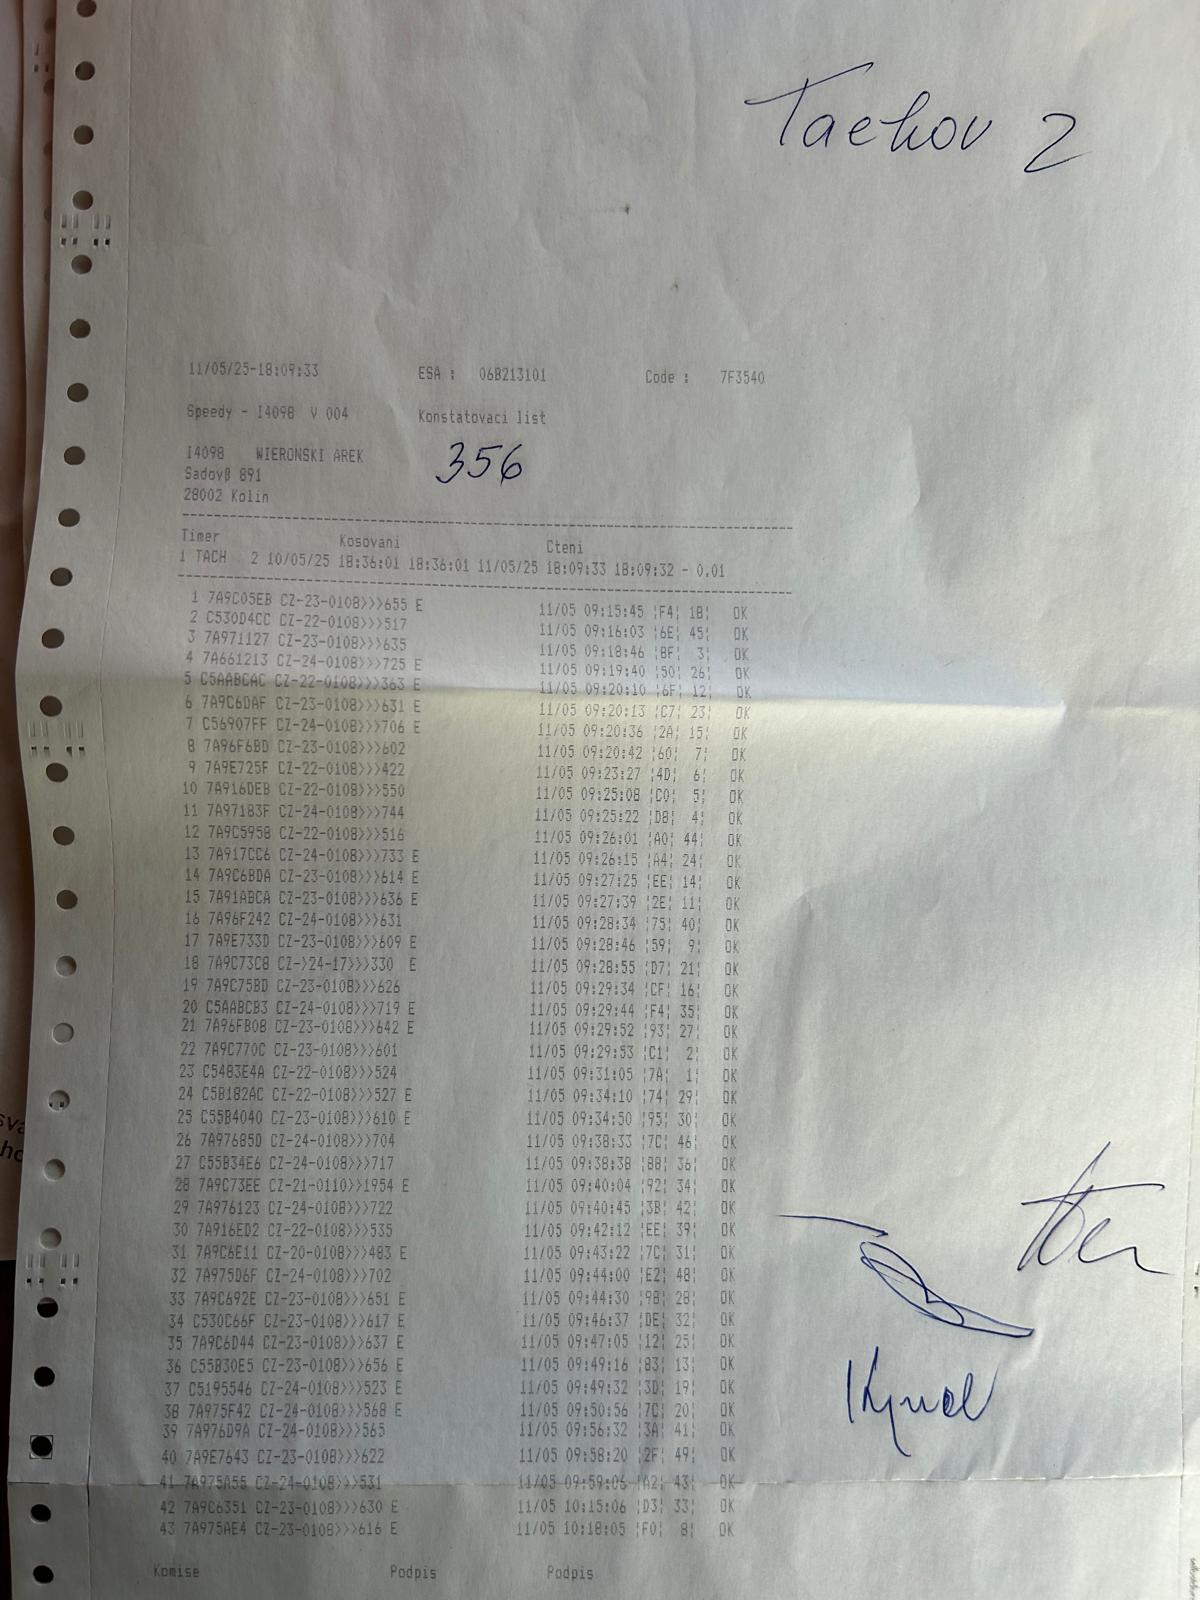 Tachov 2
11/05/25-18:09:33 ESA : 06B213101 Code : 7F3540
Speedy - I4098 V 004 Konstatovaci list
356
I4098 WIERONSKI AREK
Sadovβ 891
28002 Kolin
Timer Kosovani Cteni
1 TACH 2 10/05/25 18:36:01 18:36:01 11/05/25 18:09:33 18:09:32 - 0.01
1 7A9C05EB CZ-23-0108>>>655 E 11/05 09:15:45 ¦F4¦ 18¦ OK
2 C530D4CC CZ-22-0108>>>517 11/05 09:16:03 ¦6E¦ 45¦ OK
3 7A971127 CZ-23-0108>>>635 11/05 09:18:46 ¦BF¦ 3¦ OK
4 7A661213 CZ-24-0108>>>725 E 11/05 09:19:40 ¦50¦ 26¦ OK
5 C5AABCAC CZ-22-0108>>>363 E 11/05 09:20:10 ¦6F¦ 12¦ OK
6 7A9C6DAF CZ-23-0108>>>631 E 11/05 09:20:13 ¦C7¦ 23¦ OK
7 C56907FF CZ-24-0108>>>706 E 11/05 09:20:36 ¦2A¦ 15¦ OK
8 7A96F6BD CZ-23-0108>>>602 11/05 09:20:42 ¦60¦ 7¦ OK
9 7A9E725F CZ-22-0108>>>422 11/05 09:23:27 ¦4D¦ 6¦ OK
10 7A916DEB CZ-22-0108>>>550 11/05 09:25:08 ¦C0¦ 5¦ OK
11 7A97183F CZ-24-0108>>>744 11/05 09:25:22 ¦D8¦ 4¦ OK
12 7A9C5958 CZ-22-0108>>>516 11/05 09:26:01 ¦A0¦ 44¦ OK
13 7A917CC6 CZ-24-0108>>>733 E 11/05 09:26:15 ¦A4¦ 24¦ OK
14 7A9C6BDA CZ-23-0108>>>614 E 11/05 09:27:25 ¦EE¦ 14¦ OK
15 7A91ABCA CZ-23-0108>>>636 E 11/05 09:27:39 ¦2E¦ 11¦ OK
16 7A96F242 CZ-24-0108>>>631 11/05 09:28:34 ¦75¦ 40¦ OK
17 7A9E733D CZ-23-0108>>>609 E 11/05 09:28:46 ¦59¦ 9¦ OK
18 7A9C73C8 CZ->24-17>>>330 E 11/05 09:28:55 ¦D7¦ 21¦ OK
19 7A9C75BD CZ-23-0108>>>626 11/05 09:29:34 ¦CF¦ 16¦ OK
20 C5AABCB3 CZ-24-0108>>>719 E 11/05 09:29:44 ¦F4¦ 35¦ OK
21 7A96FB08 CZ-23-0108>>>642 E 11/05 09:29:52 ¦93¦ 27¦ OK
22 7A9C770C CZ-23-0108>>>601 11/05 09:29:53 ¦C1¦ 2¦ OK
23 C5483E4A CZ-22-0108>>>524 11/05 09:31:05 ¦7A¦ 1¦ OK
24 C5B182AC CZ-22-0108>>>527 E 11/05 09:34:10 ¦74¦ 29¦ OK
25 C55B4040 CZ-23-0108>>>610 E 11/05 09:34:50 ¦95¦ 30¦ OK
26 7A97685D CZ-24-0108>>>704 11/05 09:38:33 ¦7C¦ 46¦ OK
27 C55B34E6 CZ-24-0108>>>717 11/05 09:38:38 ¦88¦ 36¦ OK
28 7A9C73EE CZ-21-0110>>>1954 E 11/05 09:40:04 ¦92¦ 34¦ OK
29 7A976123 CZ-24-0108>>>722 11/05 09:40:45 ¦3B¦ 42¦ OK
30 7A916ED2 CZ-22-0108>>>535 11/05 09:42:12 ¦EE¦ 39¦ OK
31 7A9C6E11 CZ-20-0108>>>483 E 11/05 09:43:22 ¦7C¦ 31¦ OK
32 7A975D6F CZ-24-0108>>>702 11/05 09:44:00 ¦E2¦ 48¦ OK
33 7A9C692E CZ-23-0108>>>651 E 11/05 09:44:30 ¦9B¦ 28¦ OK
34 C530C66F CZ-23-0108>>>617 E 11/05 09:46:37 ¦DE¦ 32¦ OK
35 7A9C6D44 CZ-23-0108>>>637 E 11/05 09:47:05 ¦12¦ 25¦ OK
36 C55B30E5 CZ-23-0108>>>656 E 11/05 09:49:16 ¦83¦ 13¦ OK
37 C5195546 CZ-24-0108>>>523 E 11/05 09:49:32 ¦3D¦ 19¦ OK
38 7A975F42 CZ-24-0108>>>568 E 11/05 09:50:56 ¦7C¦ 20¦ OK
39 7A976D9A CZ-24-0108>>>565 11/05 09:56:32 ¦3A¦ 41¦ OK
40 7A9E7643 CZ-23-0108>>>622 11/05 09:58:20 ¦2F¦ 49¦ OK
41 7A975A55 CZ-24-0108>>>531 11/05 09:59:06 ¦A2¦ 43¦ OK
42 7A9C6351 CZ-23-0108>>>630 E 11/05 10:15:06 ¦D3¦ 33¦ OK
43 7A975AE4 CZ-23-0108>>>616 E 11/05 10:18:05 ¦F0¦ 8¦ OK
Komise Podpis Podpis